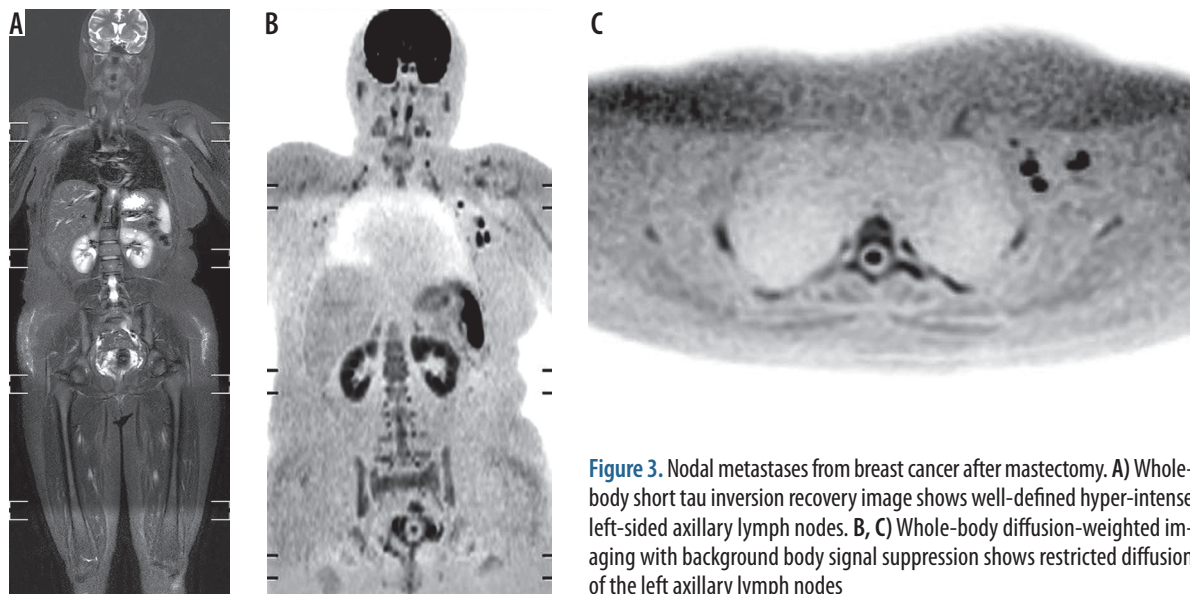 A
B
C
Figure 3. Nodal metastases from breast cancer after mastectomy. A) Whole-
body short tau inversion recovery image shows well-defined hyper-intense
left-sided axillary lymph nodes. B, C) Whole-body diffusion-weighted im-
aging with background body signal suppression shows restricted diffusion
of the left axillary lymph nodes